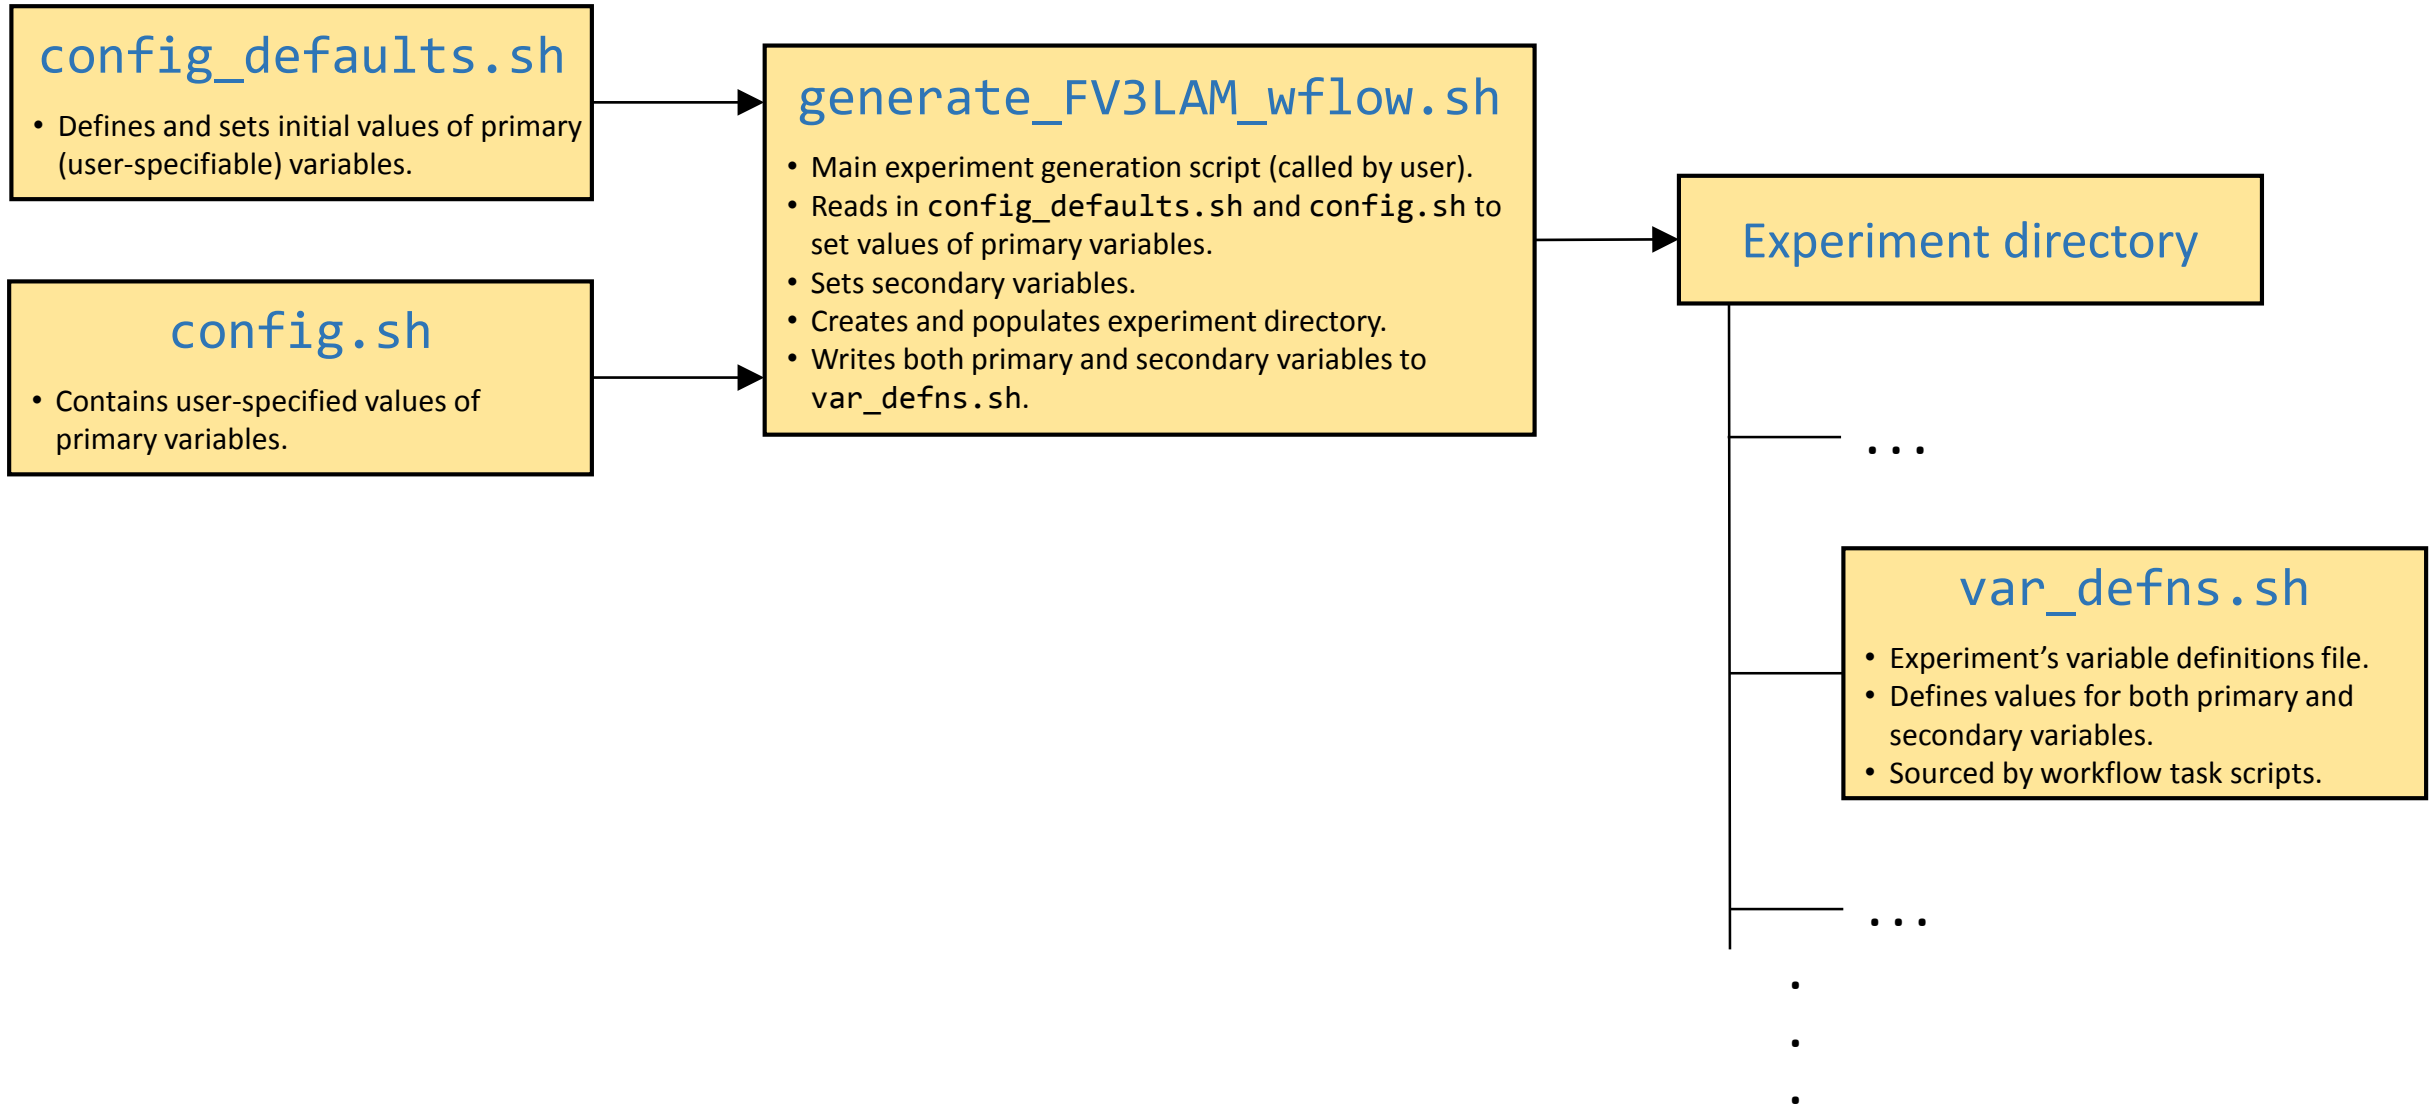 config_defaults.sh
• Defines and sets initial values of primary
(user-specifiable) variables.
config.sh
• Contains user-specified values of
primary variables.
generate_FV3LAM_wflow.sh
• Main experiment generation script (called by user).
• Reads in config_defaults.sh and config.sh to
set values of primary variables.
• Sets secondary variables.
• Creates and populates experiment directory.
• Writes both primary and secondary variables to
var_defns.sh.
Experiment directory
...
var_defns.sh
• Experiment’s variable definitions file.
• Defines values for both primary and
secondary variables.
• Sourced by workflow task scripts.
...
.
.
.